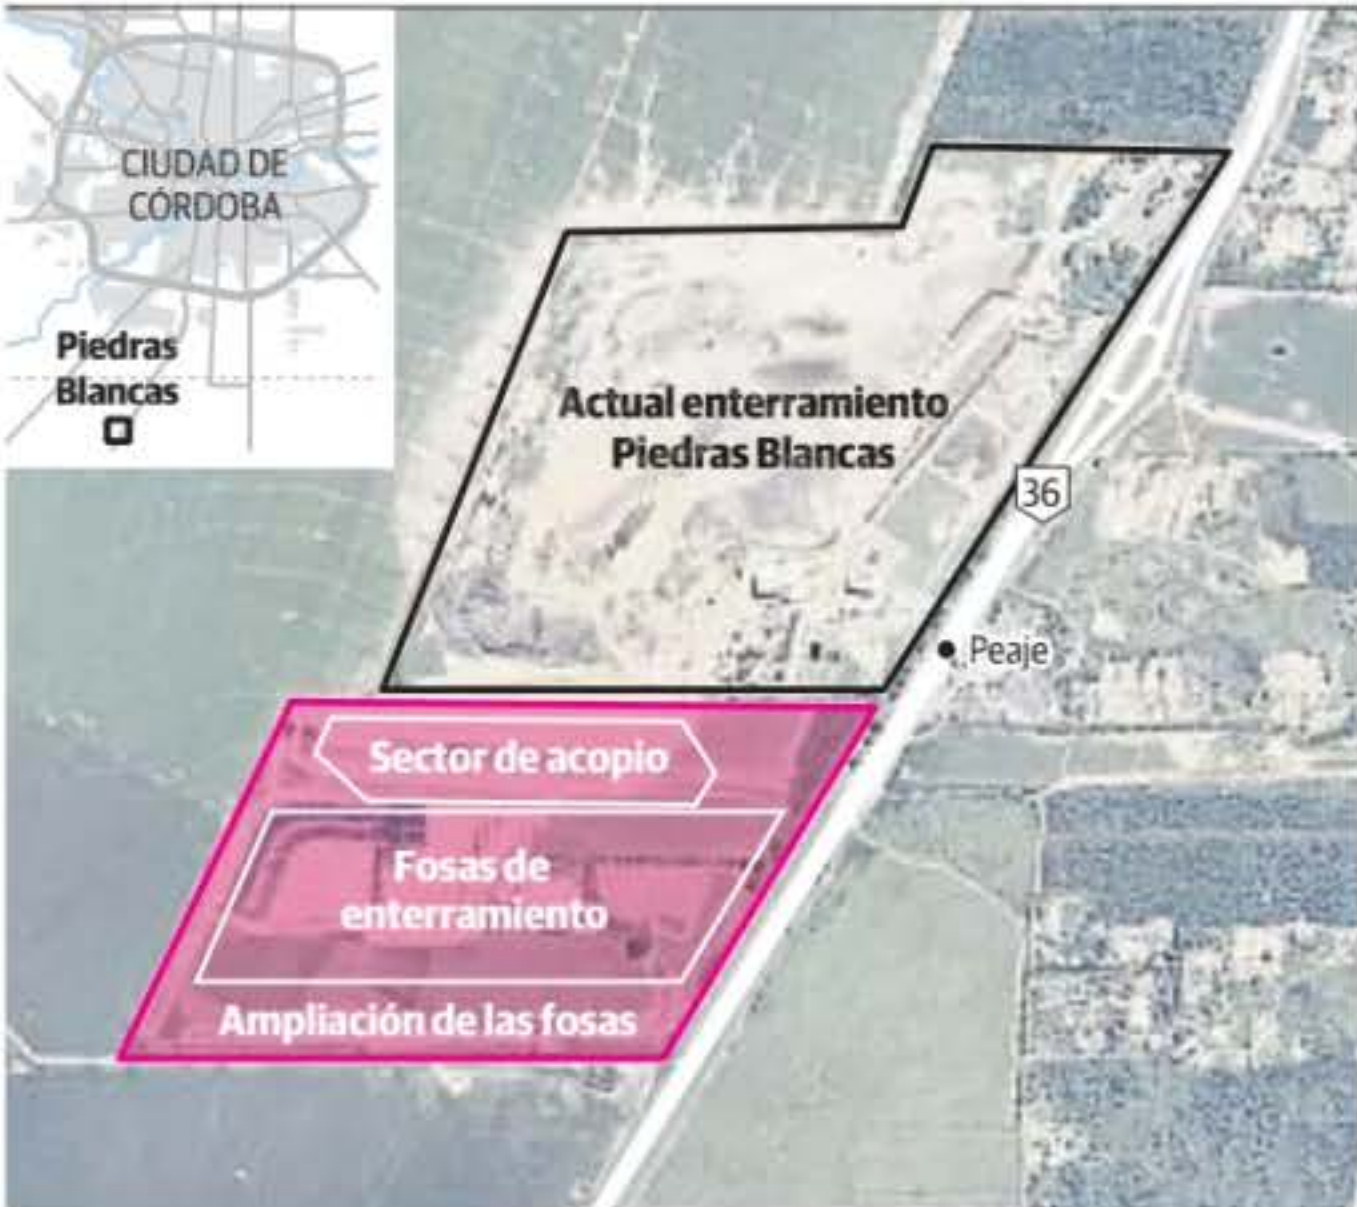 CIUDAD DE
CÓRDOBA
Piedras
Blancas
Actual enterramiento
Piedras Blancas
36
Peaje
Sector de acopio
Fosas de
enterramiento
Ampliación de las fosas